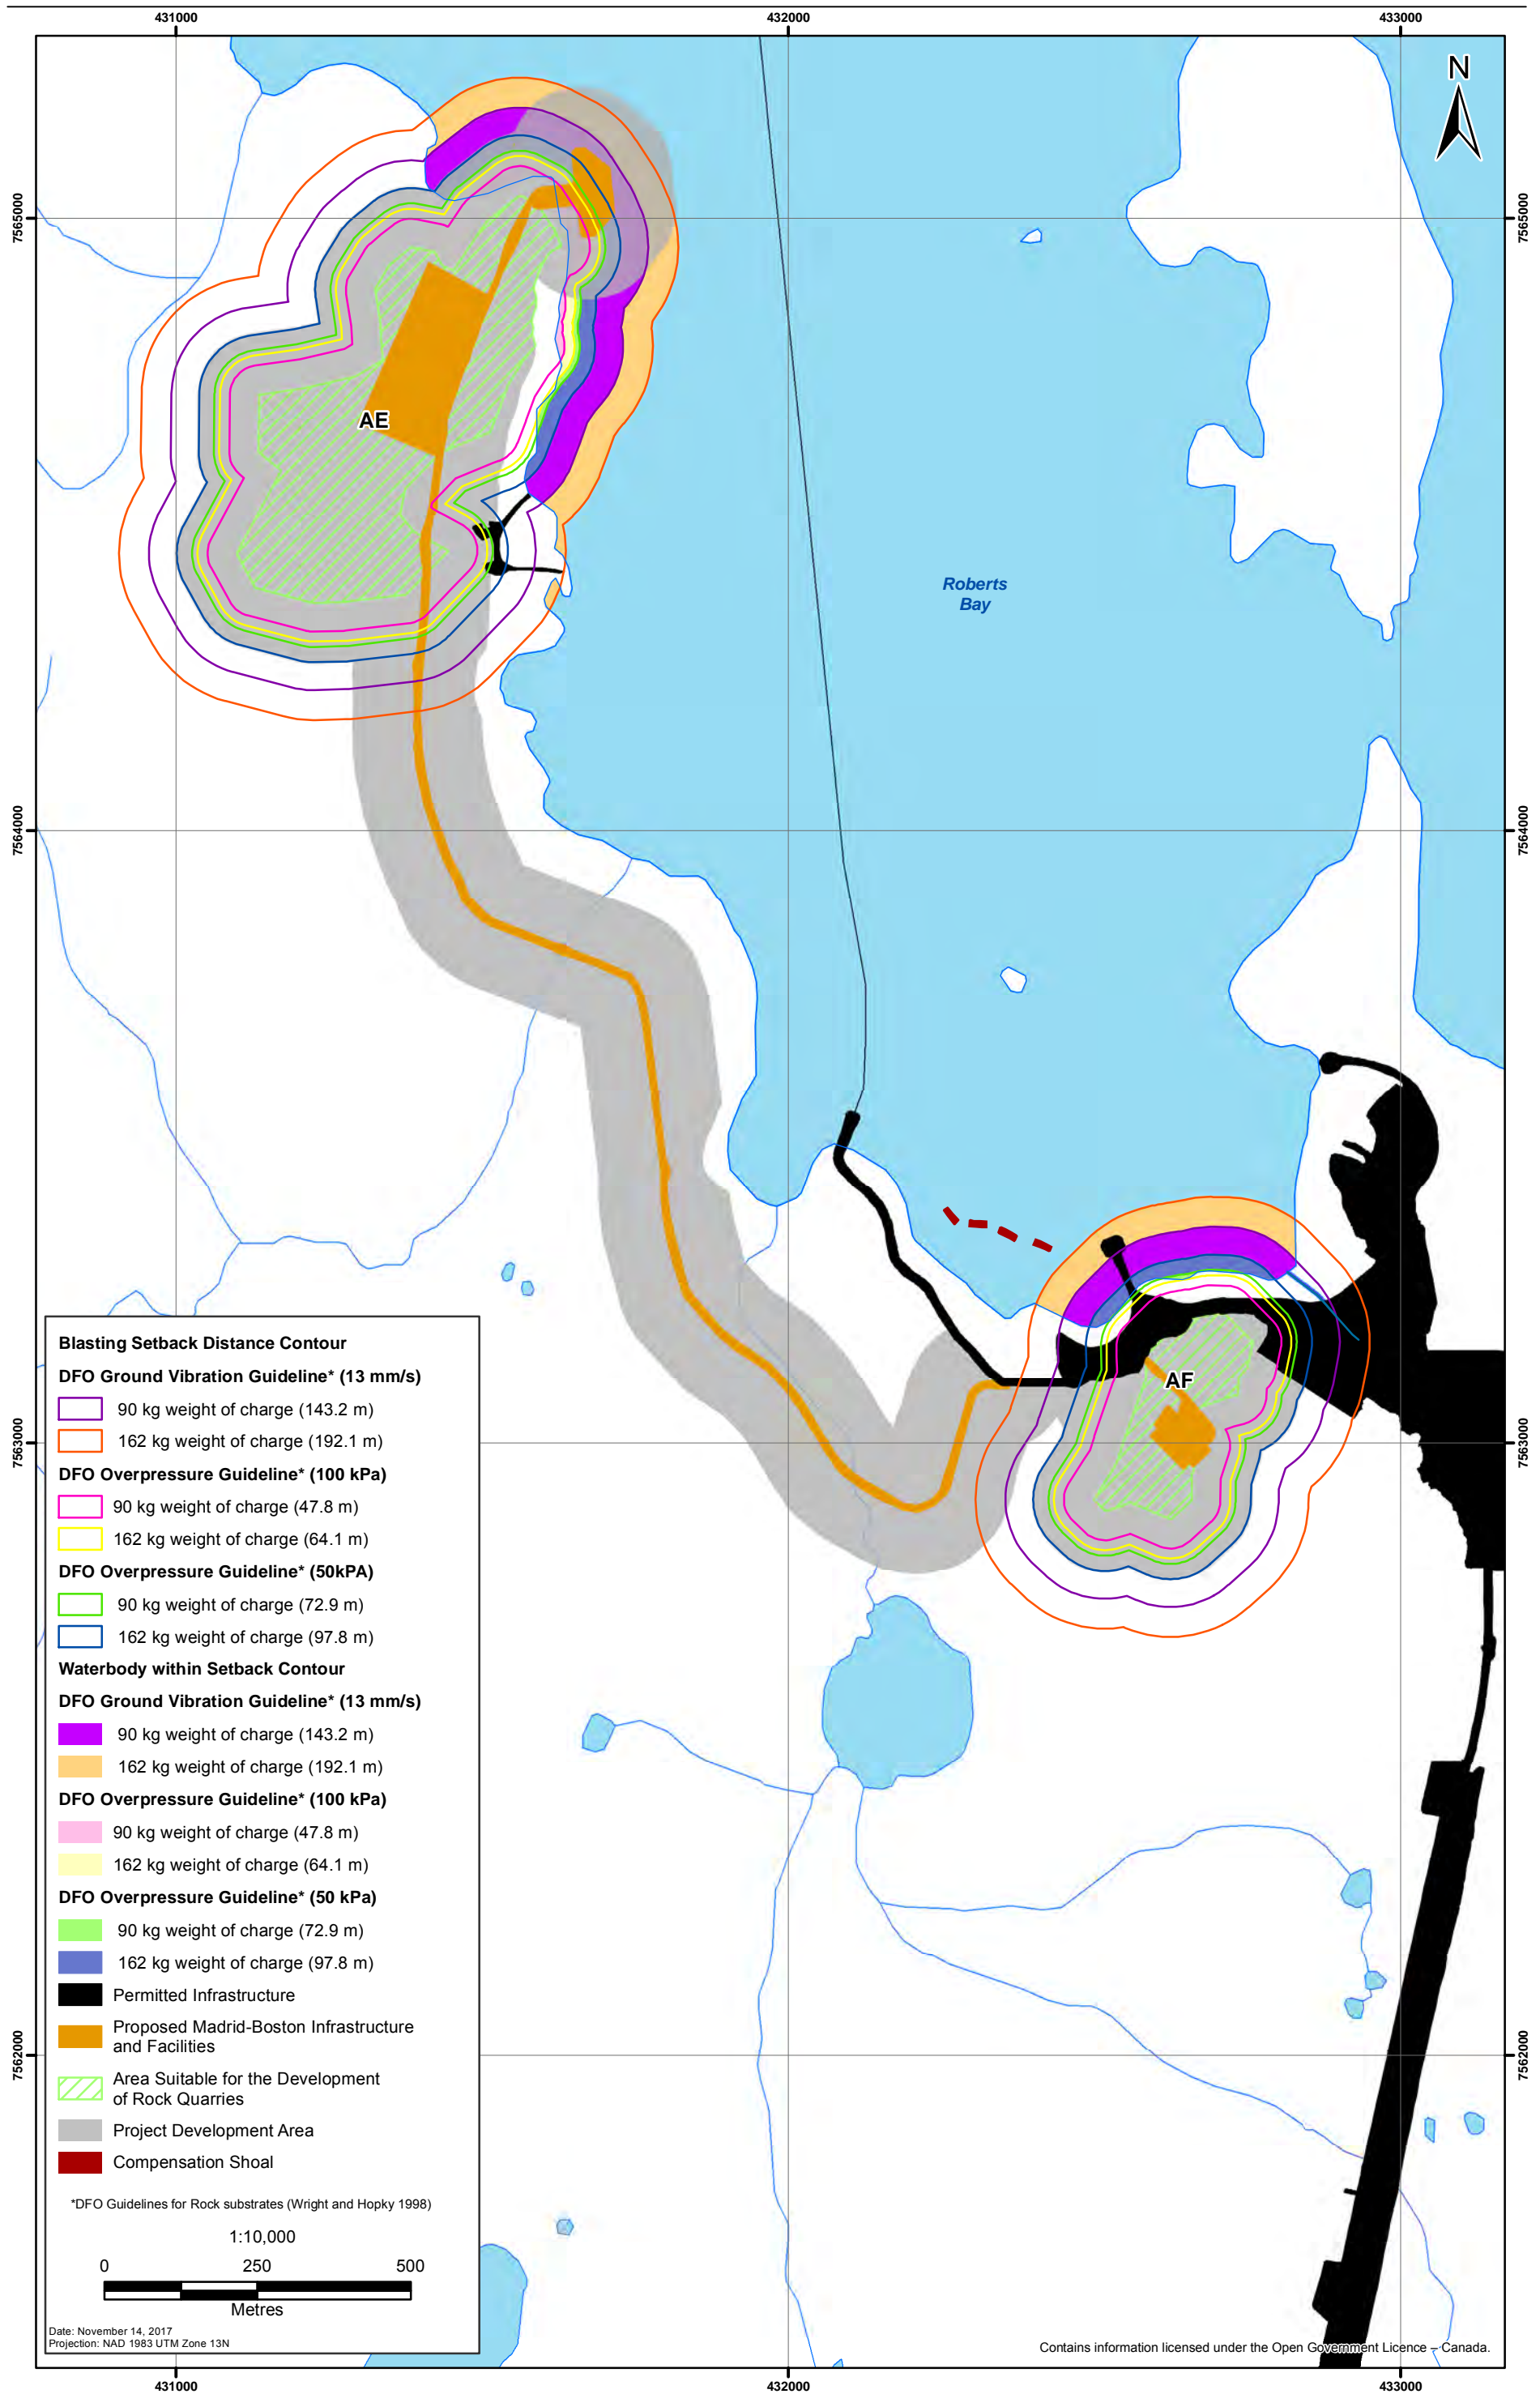 431000
432000
433000
N
7565000
7565000
AE
Roberts
Bay
7564000
7564000
AF
7563000
7563000
Blasting Setback Distance Contour
DFO Ground Vibration Guideline* (13 mm/s)
90 kg weight of charge (143.2 m)
162 kg weight of charge (192.1 m)
DFO Overpressure Guideline* (100 kPa)
90 kg weight of charge (47.8 m)
162 kg weight of charge (64.1 m)
DFO Overpressure Guideline* (50kPA)
90 kg weight of charge (72.9 m)
162 kg weight of charge (97.8 m)
Waterbody within Setback Contour
DFO Ground Vibration Guideline* (13 mm/s)
90 kg weight of charge (143.2 m)
162 kg weight of charge (192.1 m)
DFO Overpressure Guideline* (100 kPa)
90 kg weight of charge (47.8 m)
162 kg weight of charge (64.1 m)
DFO Overpressure Guideline* (50 kPa)
90 kg weight of charge (72.9 m)
162 kg weight of charge (97.8 m)
Permitted Infrastructure
Proposed Madrid-Boston Infrastructure
and Facilities
Area Suitable for the Development
of Rock Quarries
Project Development Area
Compensation Shoal
*DFO Guidelines for Rock substrates (Wright and Hopky 1998)
1:10,000
0 250 500
Metres
Date: November 14, 2017
Projection: NAD 1983 UTM Zone 13N
7562000
7562000
Contains information licensed under the Open Government Licence – Canada.
431000
432000
433000